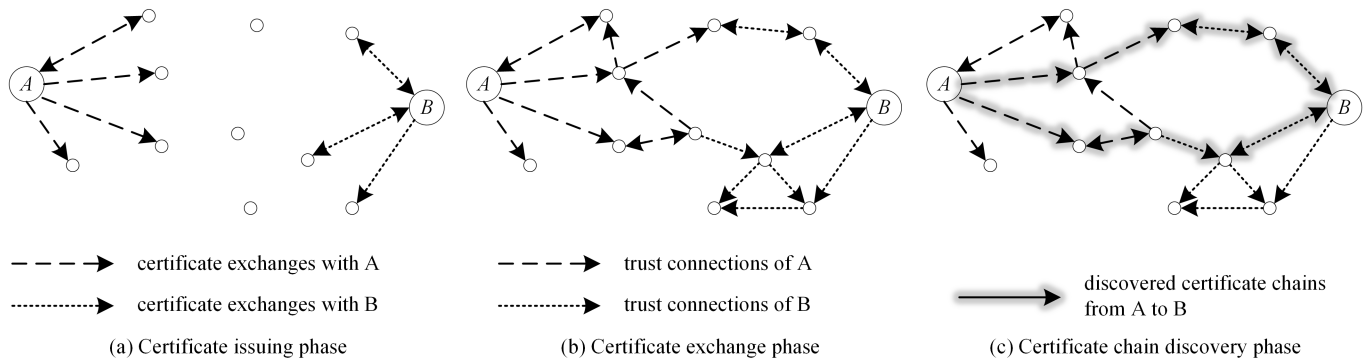 A
B
certificate exchanges with A
certificate exchanges with B
(a) Certificate issuing phase
A
B
trust connections of A
trust connections of B
(b) Certificate exchange phase
A
B
discovered certificate chains
from A to B
(c) Certificate chain discovery phase